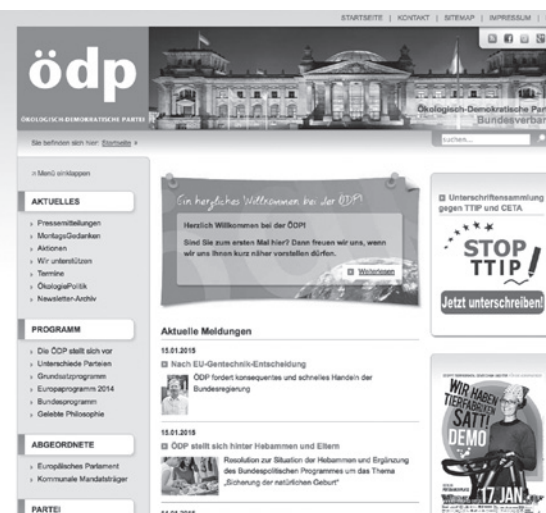 STARTSEITE | KONTAKT | SITEMAP | IMPRESSUM |
ödp
ÖKOLOGISCH-DEMOKRATISCHE PARTEI
Ökologisch-Demokratische Par
Bundesverban
Sie befinden sich hier: Startseite
suchen...
Menü einklappen
AKTUELLES
Pressemitteilungen
MontagsGedanken
Aktionen
Wir unterstützen
Termine
ÖkologiePolitik
Newsletter-Archiv
PROGRAMM
Die ÖDP stellt sich vor
Unterschiede Parteien
Grundsatzprogramm
Europaprogramm 2014
Bundesprogramm
Gelebte Philosophie
ABGEORDNETE
Europäisches Parlament
Kommunale Mandatsträger
PARTEI
Ein herzliches Willkommen bei der ÖDP!
Herzlich Willkommen bei der ÖDP!
Sind Sie zum ersten Mal hier? Dann freuen wir uns, wenn
wir uns Ihnen kurz näher vorstellen dürfen.
Weiterlesen
Aktuelle Meldungen
15.01.2015
Nach EU-Gentechnik-Entscheidung
ÖDP fordert konsequentes und schnelles Handeln der
Bundesregierung
15.01.2015
ÖDP stellt sich hinter Hebammen und Eltern
Resolution zur Situation der Hebammen und Ergänzung
des Bundespolitischen Programmes um das Thema
„Sicherung der natürlichen Geburt"
14.01.2015
Unterschriftensammlung
gegen TTIP und CETA
STOP
TTIP!
Jetzt unterschreiben!
WIR HABEN
TIERFABRIKEN
SATT!
DEMO
17. JAN.